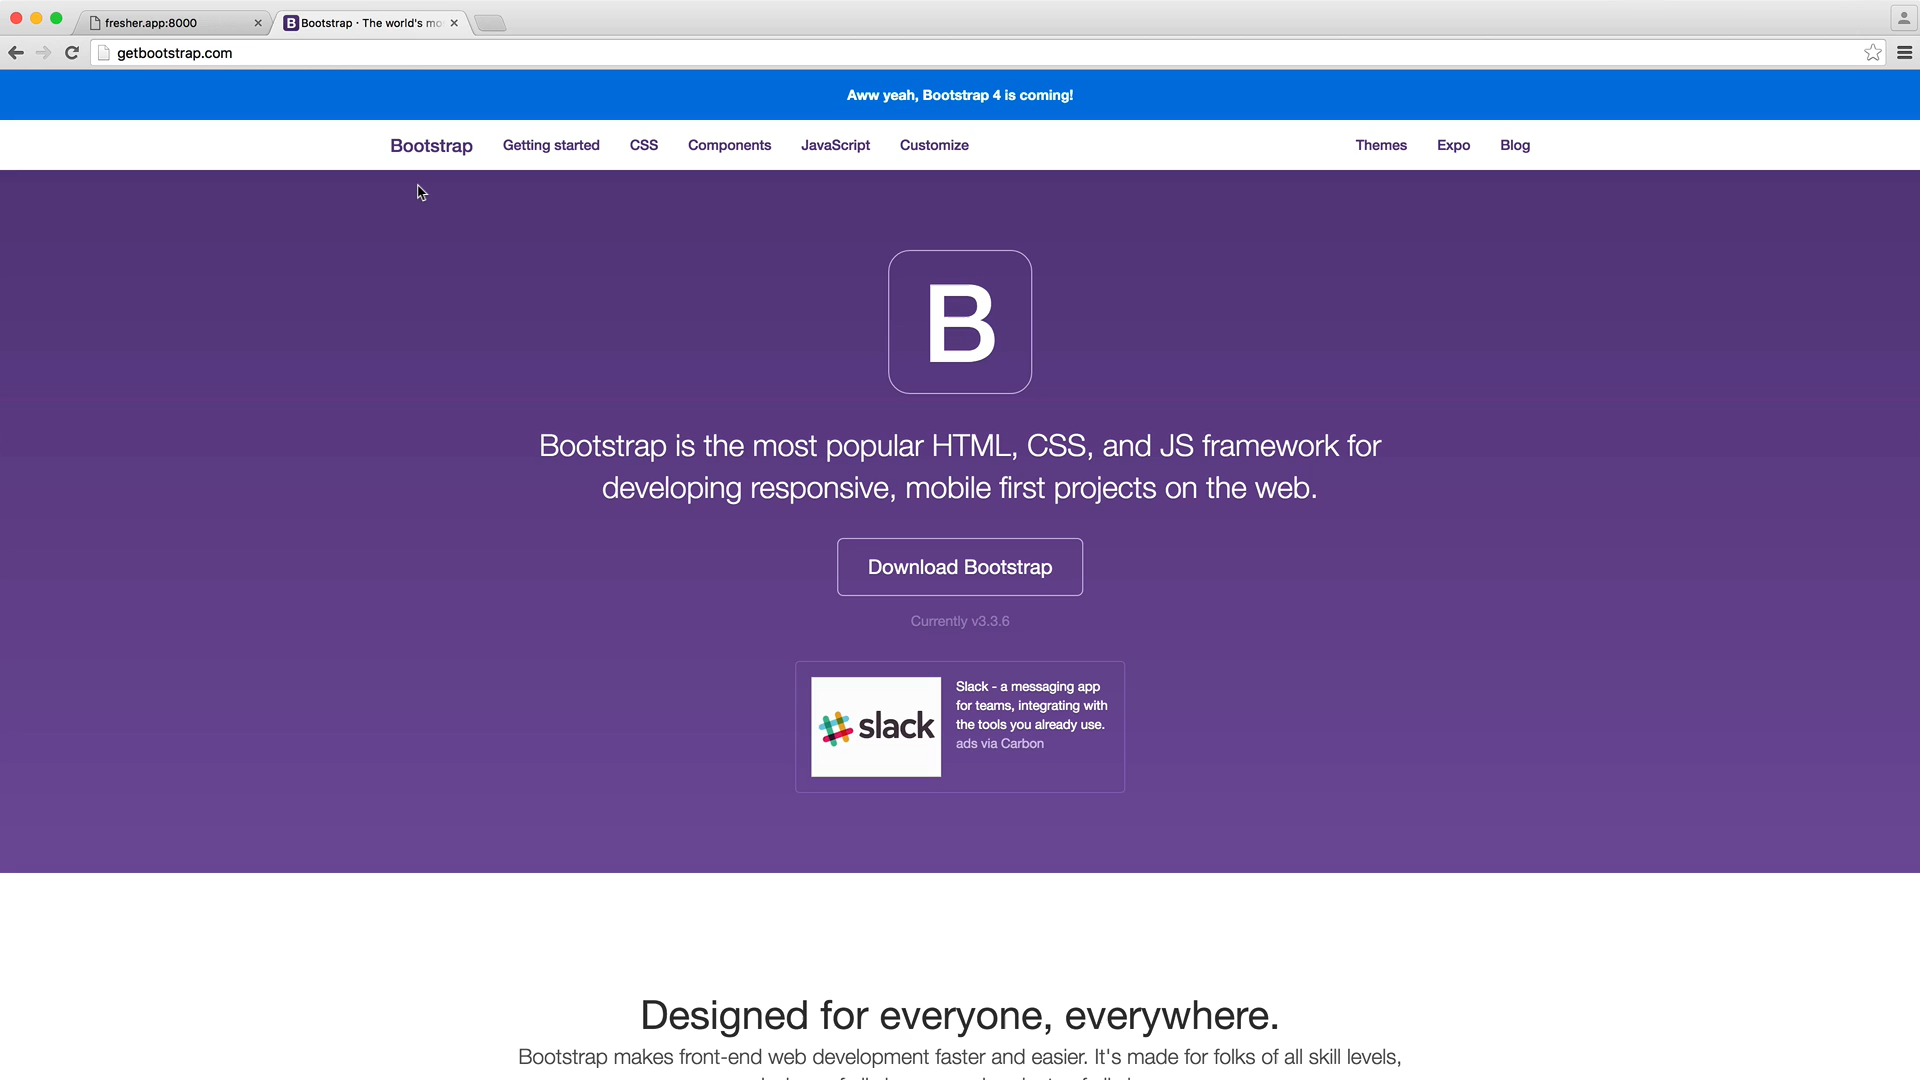 fresher.app:8000
Bootstrap · The world's mo
getbootstrap.com
Aww yeah, Bootstrap 4 is coming!
Bootstrap Getting started CSS Components JavaScript Customize Themes Expo Blog
B
Bootstrap is the most popular HTML, CSS, and JS framework for
developing responsive, mobile first projects on the web.
Download Bootstrap
Currently v3.3.6
slack
Slack - a messaging app
for teams, integrating with
the tools you already use.
ads via Carbon
Designed for everyone, everywhere.
Bootstrap makes front-end web development faster and easier. It's made for folks of all skill levels,